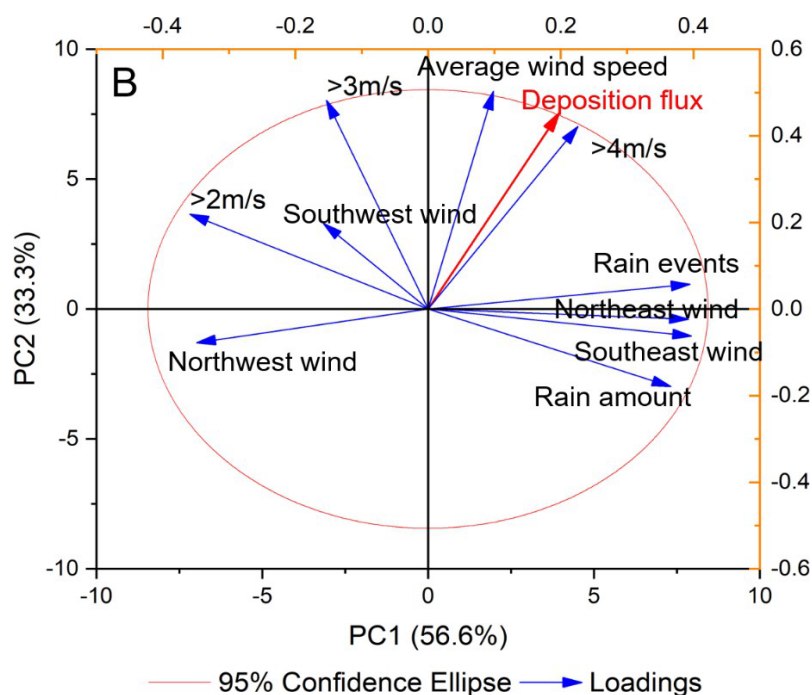 -0.4 -0.2 0.0 0.2 0.4
10 0.6
B
Average wind speed
>3m/s
Deposition flux
>4m/s
5 0.4
>2m/s
Southwest wind
0.2
Rain events
0 0.0
Northeast wind
Southeast wind
Northwest wind
Rain amount
-0.2
-5 -0.4
-10 -0.6
-10 -5 0 5 10
PC2 (33.3%)
PC1 (56.6%)
95% Confidence Ellipse Loadings